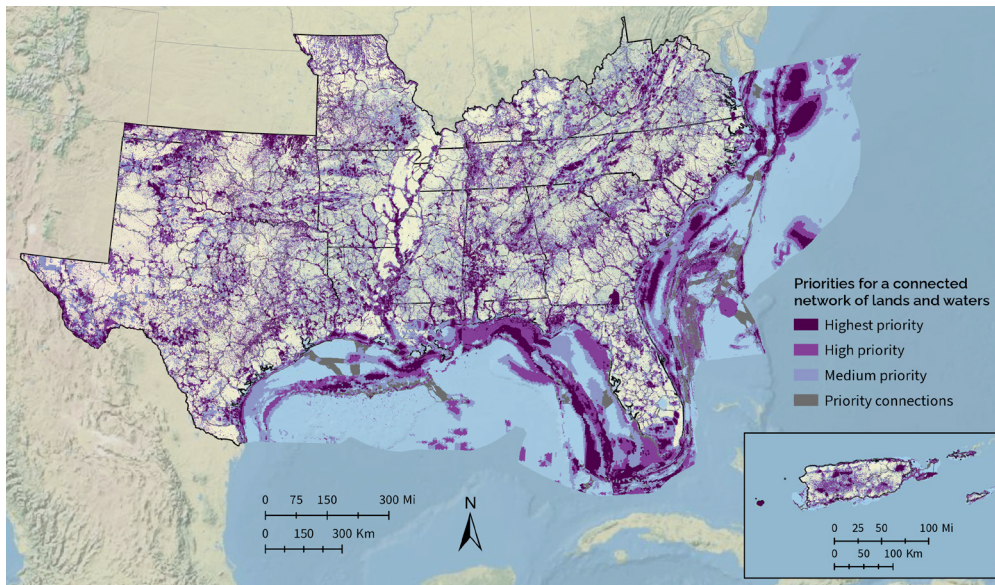 Priorities for a connected
network of lands and waters
Highest priority
High priority
Medium priority
Priority connections
0 75 150 300 Mi
0 150 300 Km
N
0 25 50 100 Mi
0 50 100 Km